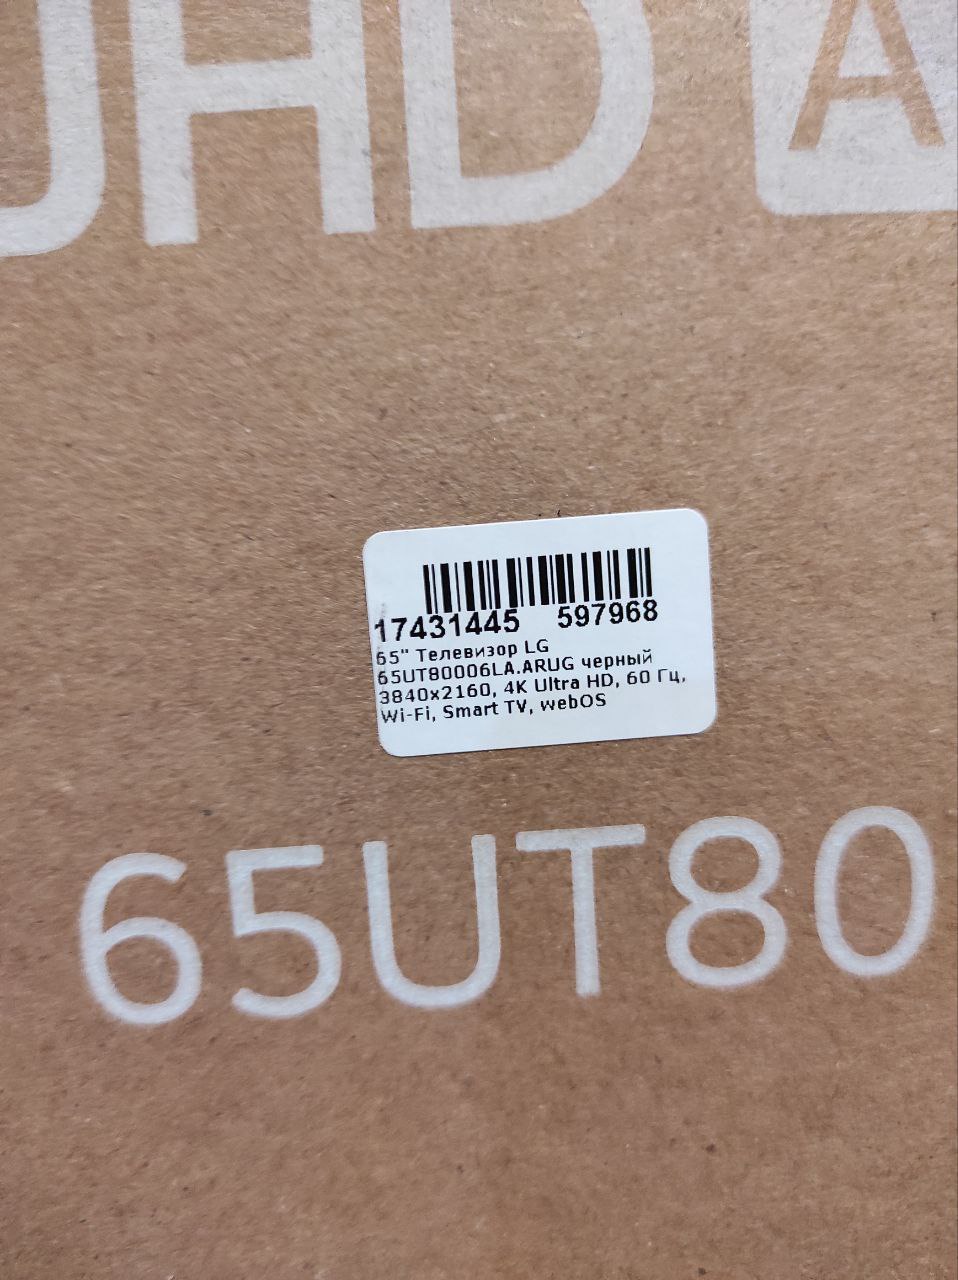 UHD A
17431445 597968
65" Телевизор LG
65UT80006LA.ARUG черный
3840x2160, 4K Ultra HD, 60 Гц,
Wi-Fi, Smart TV, webOS
65UT80